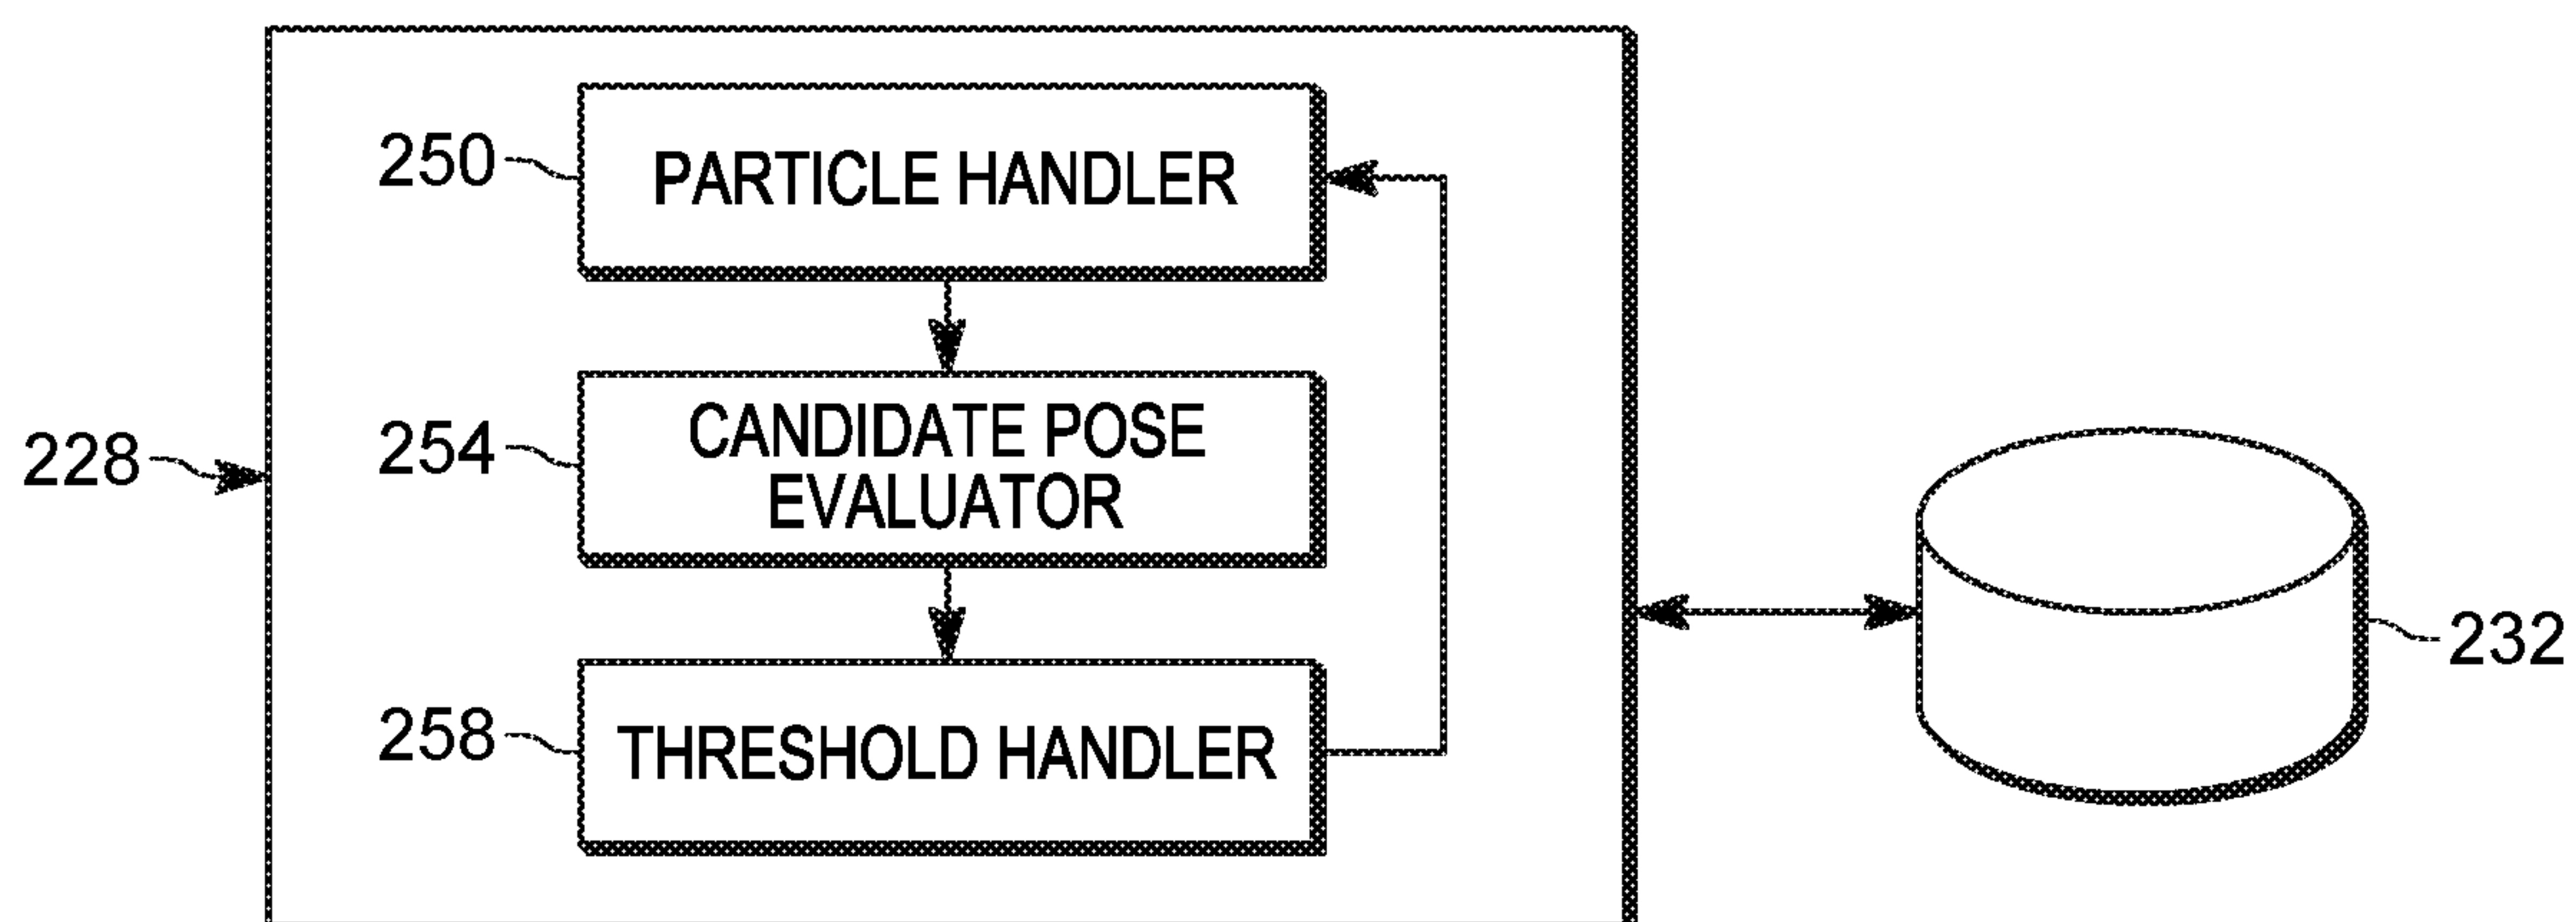 250
PARTICLE HANDLER
228
254
CANDIDATE POSE
EVALUATOR
258
THRESHOLD HANDLER
232